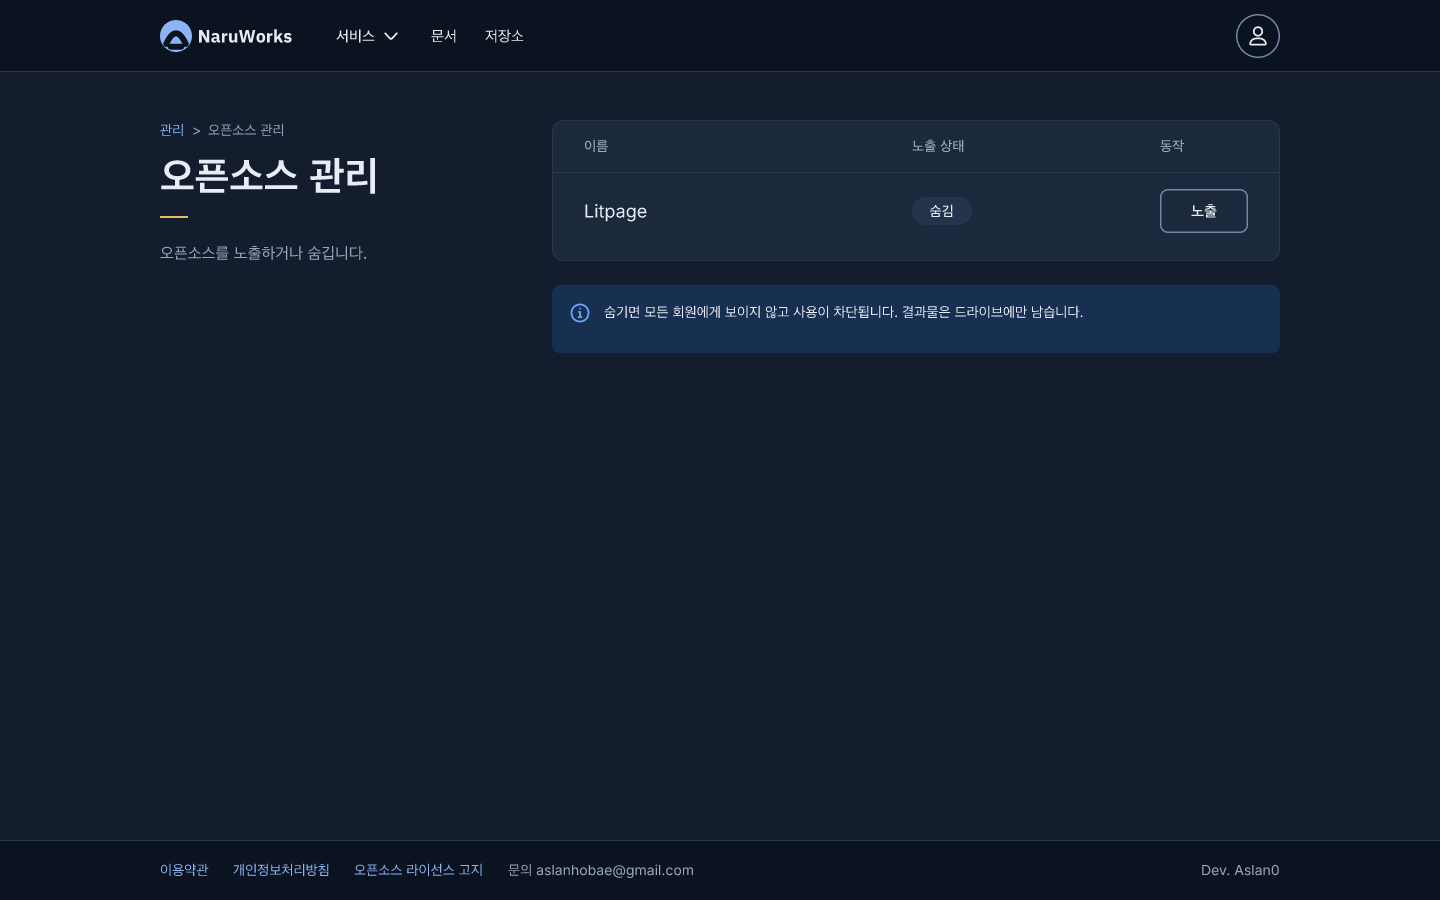 NaruWorks
서비스
문서
저장소
관리 > 오픈소스 관리
오픈소스 관리
오픈소스를 노출하거나 숨깁니다.
이름
노출 상태
동작
Litpage
숨김
노출
숨기면 모든 회원에게 보이지 않고 사용이 차단됩니다. 결과물은 드라이브에만 남습니다.
이용약관
개인정보처리방침
오픈소스 라이선스 고지
문의 aslanhobae@gmail.com
Dev. Aslan0